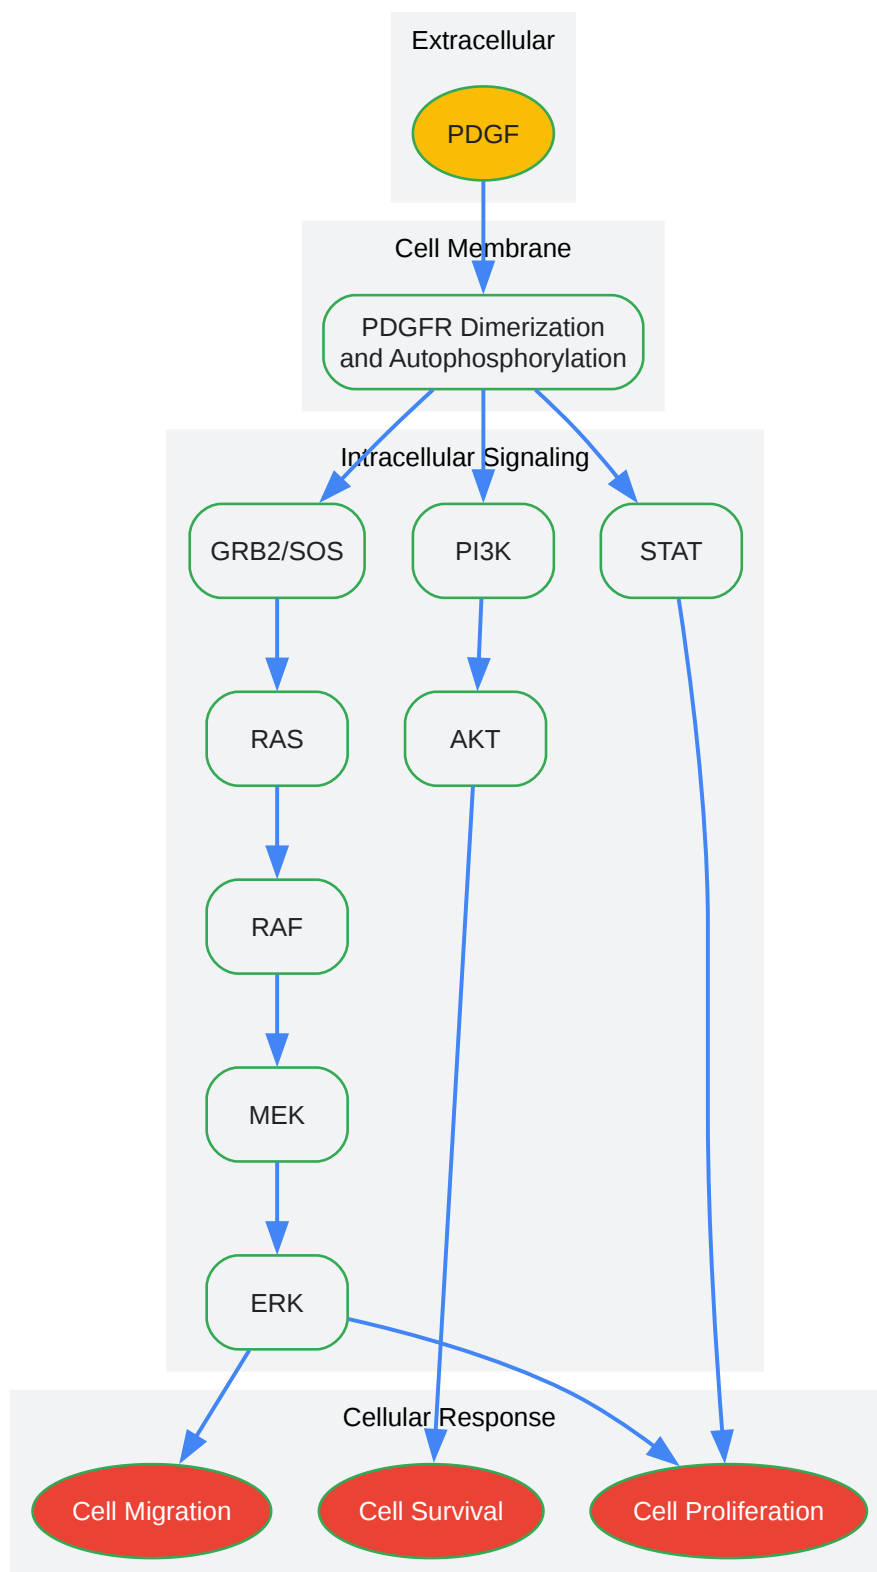 Extracellular
PDGF
Cell Membrane
PDGFR Dimerization
and Autophosphorylation
Intracellular Signaling
GRB2/SOS
PI3K
STAT
RAS
AKT
RAF
MEK
ERK
Cellular Response
Cell Migration
Cell Survival
Cell Proliferation